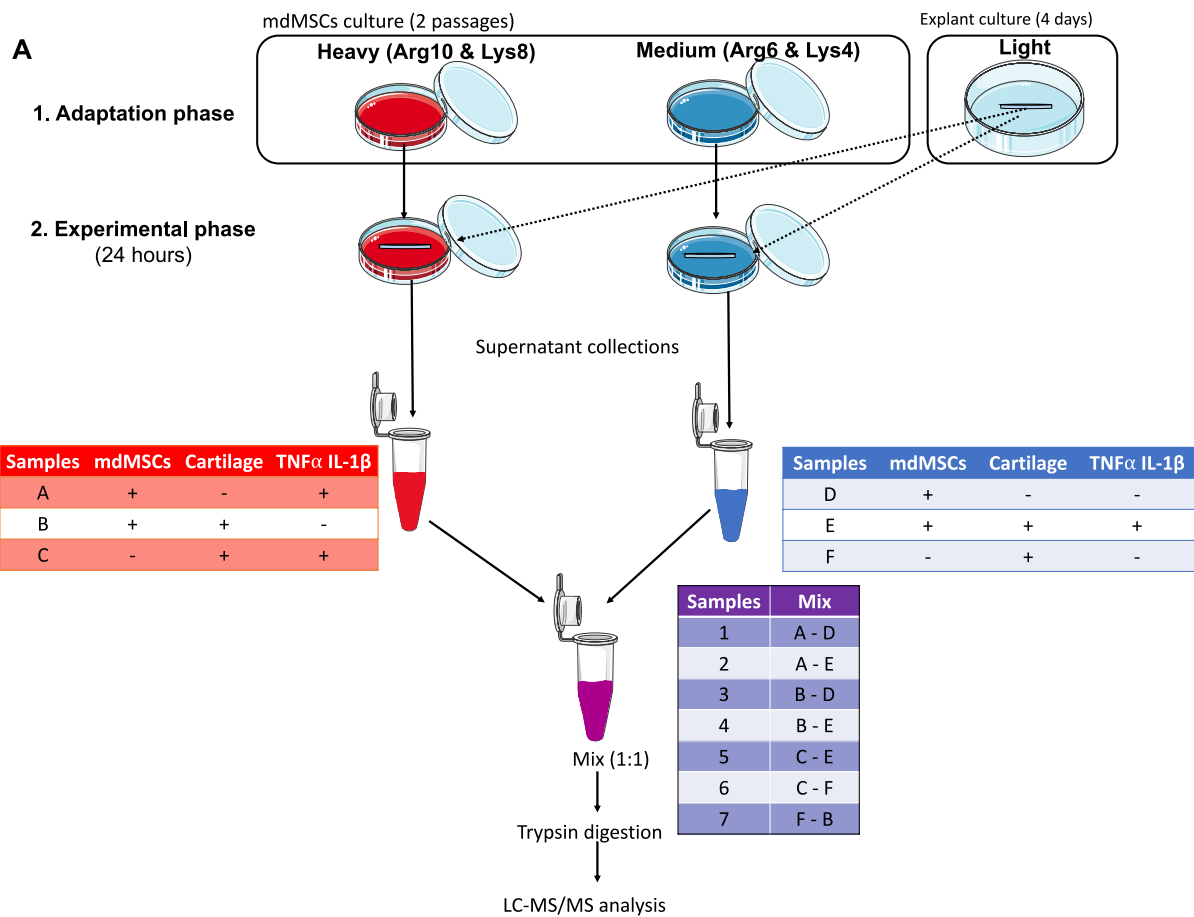 mdMSCs culture (2 passages)
Explant culture (4 days)
A
Heavy (Arg10 & Lys8)
Medium (Arg6 & Lys4)
Light
1. Adaptation phase
2. Experimental phase
(24 hours)
Supernatant collections
Samples mdMSCs Cartilage TNFα IL-1β
A + - +
B + + -
C - + +
Samples mdMSCs Cartilage TNFα IL-1β
D + - -
E + + +
F - + -
Samples Mix
1 A - D
2 A - E
3 B - D
4 B - E
5 C - E
6 C - F
7 F - B
Mix (1:1)
Trypsin digestion
LC-MS/MS analysis